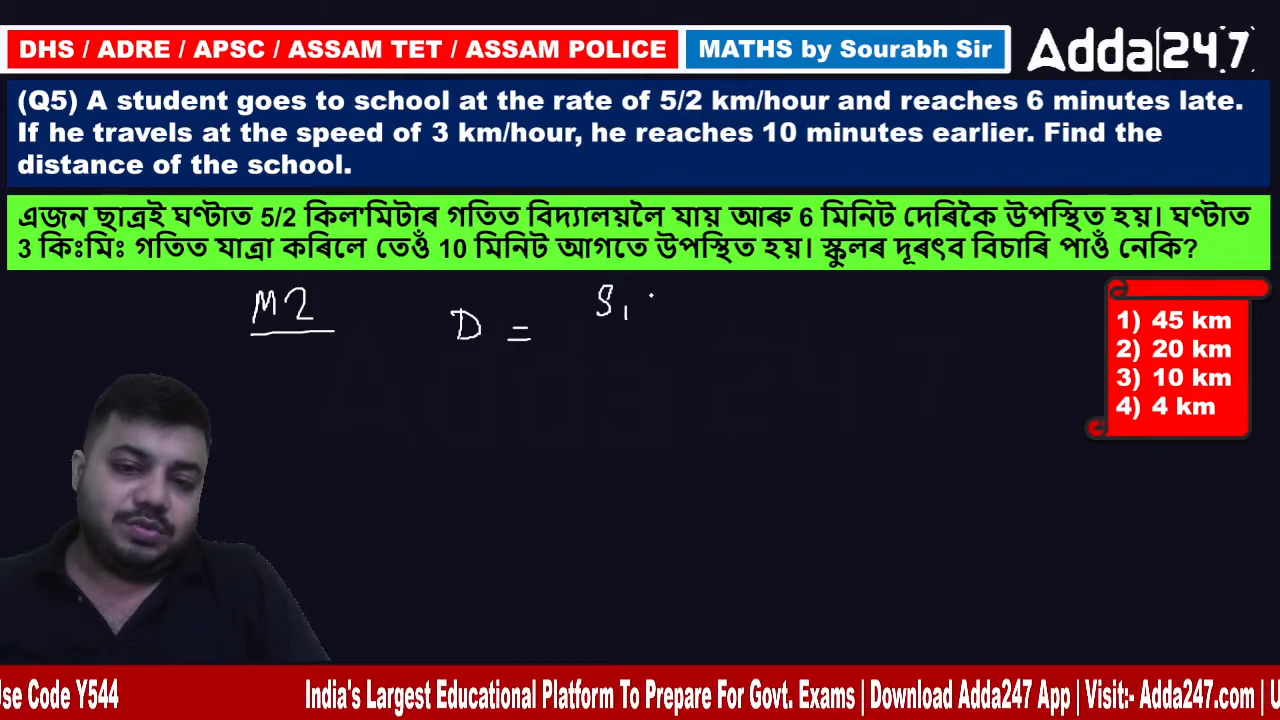 DHS / ADRE / APSC / ASSAM TET / ASSAM POLICE
MATHS by Sourabh Sir
Adda247
(Q5) A student goes to school at the rate of 5/2 km/hour and reaches 6 minutes late.
If he travels at the speed of 3 km/hour, he reaches 10 minutes earlier. Find the
distance of the school.
এজন ছাত্ৰই ঘণ্টাত 5/2 কিল'মিটাৰ গতিত বিদ্যালয়লৈ যায় আৰু 6 মিনিট দেৰিকৈ উপস্থিত হয়। ঘণ্টাত
3 কিঃমিঃ গতিত যাত্ৰা কৰিলে তেওঁ 10 মিনিট আগতে উপস্থিত হয়। স্কুলৰ দূৰৎব বিচাৰি পাওঁ নেকি?
M2
D = S₁
1) 45 km
2) 20 km
3) 10 km
4) 4 km
Use Code Y544
India's Largest Educational Platform To Prepare For Govt. Exams | Download Adda247 App | Visit:- Adda247.com | U